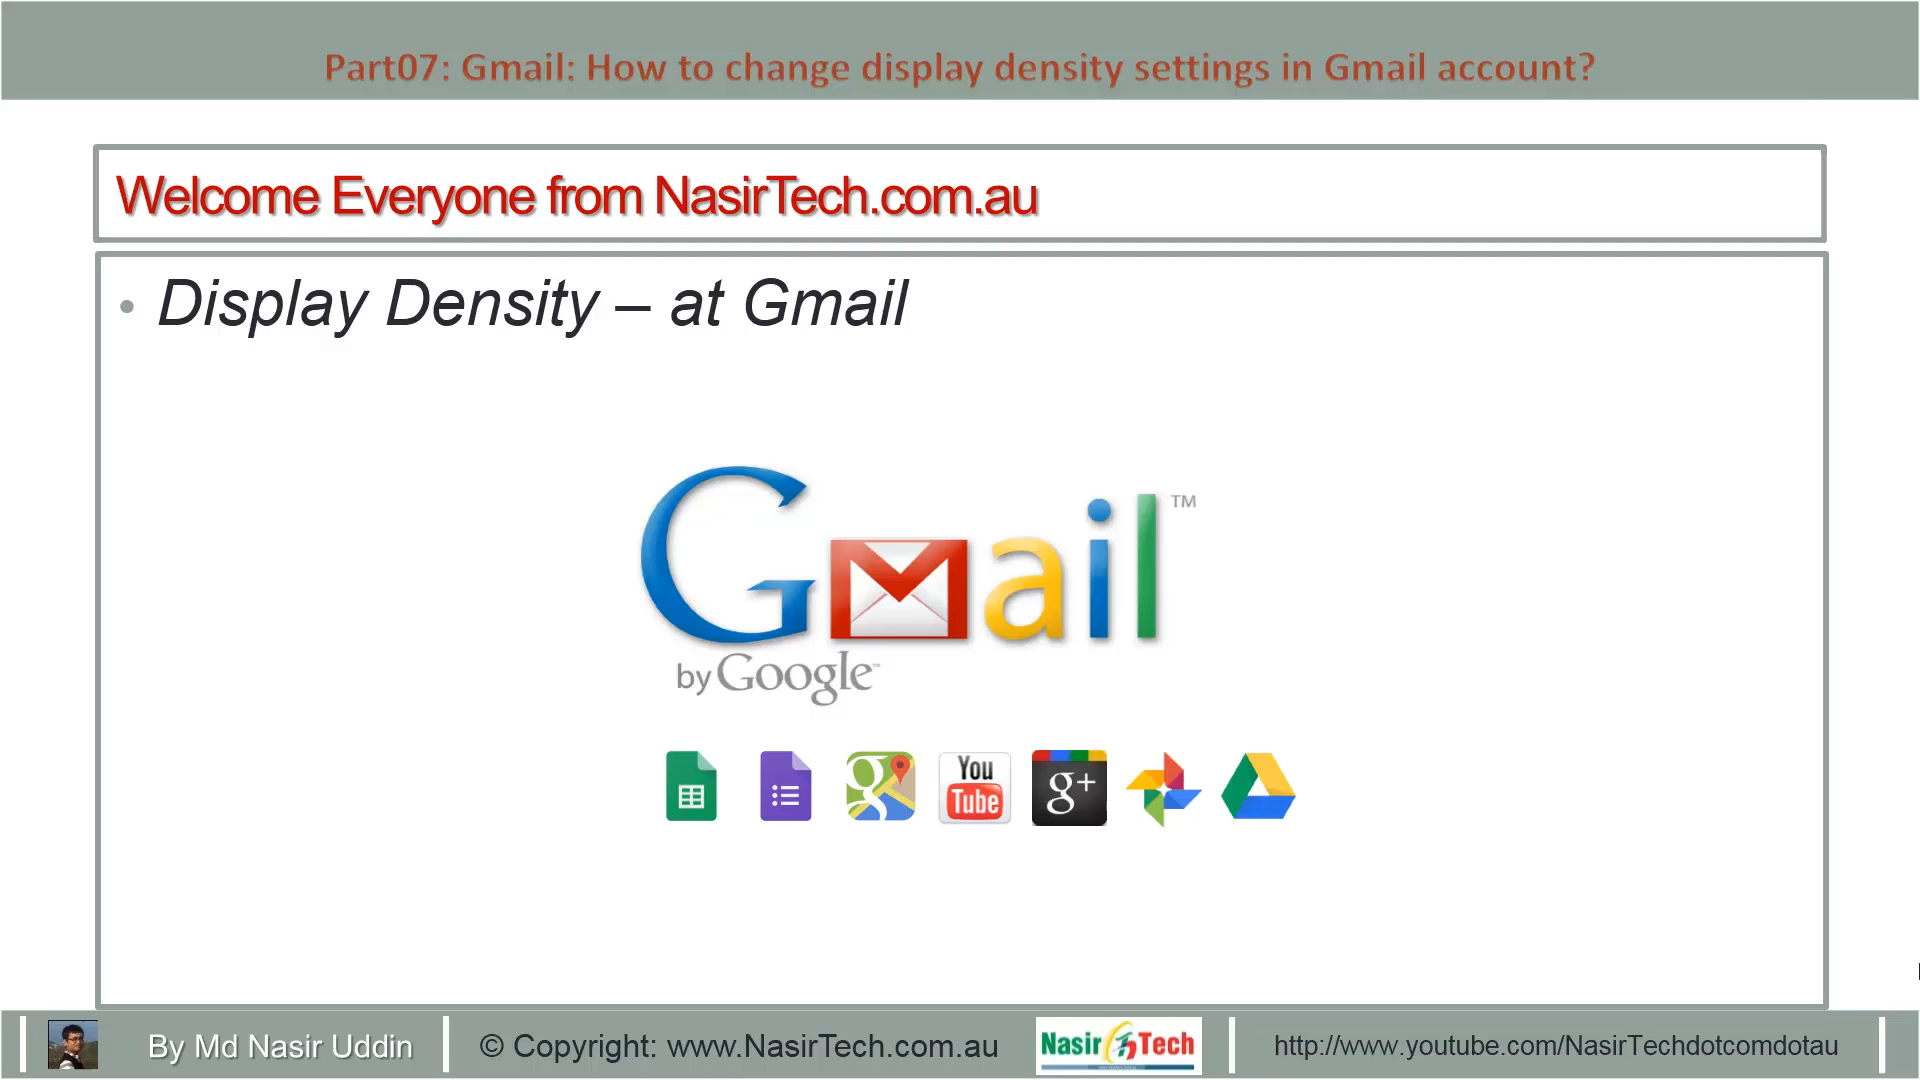 Part07: Gmail: How to change display density settings in Gmail account?
Welcome Everyone from NasirTech.com.au
• Display Density – at Gmail
Gmail™
by Google™
You
Tube
g+
By Md Nasir Uddin
© Copyright: www.NasirTech.com.au
Nasir Tech
http://www.youtube.com/NasirTechdotcomdotau